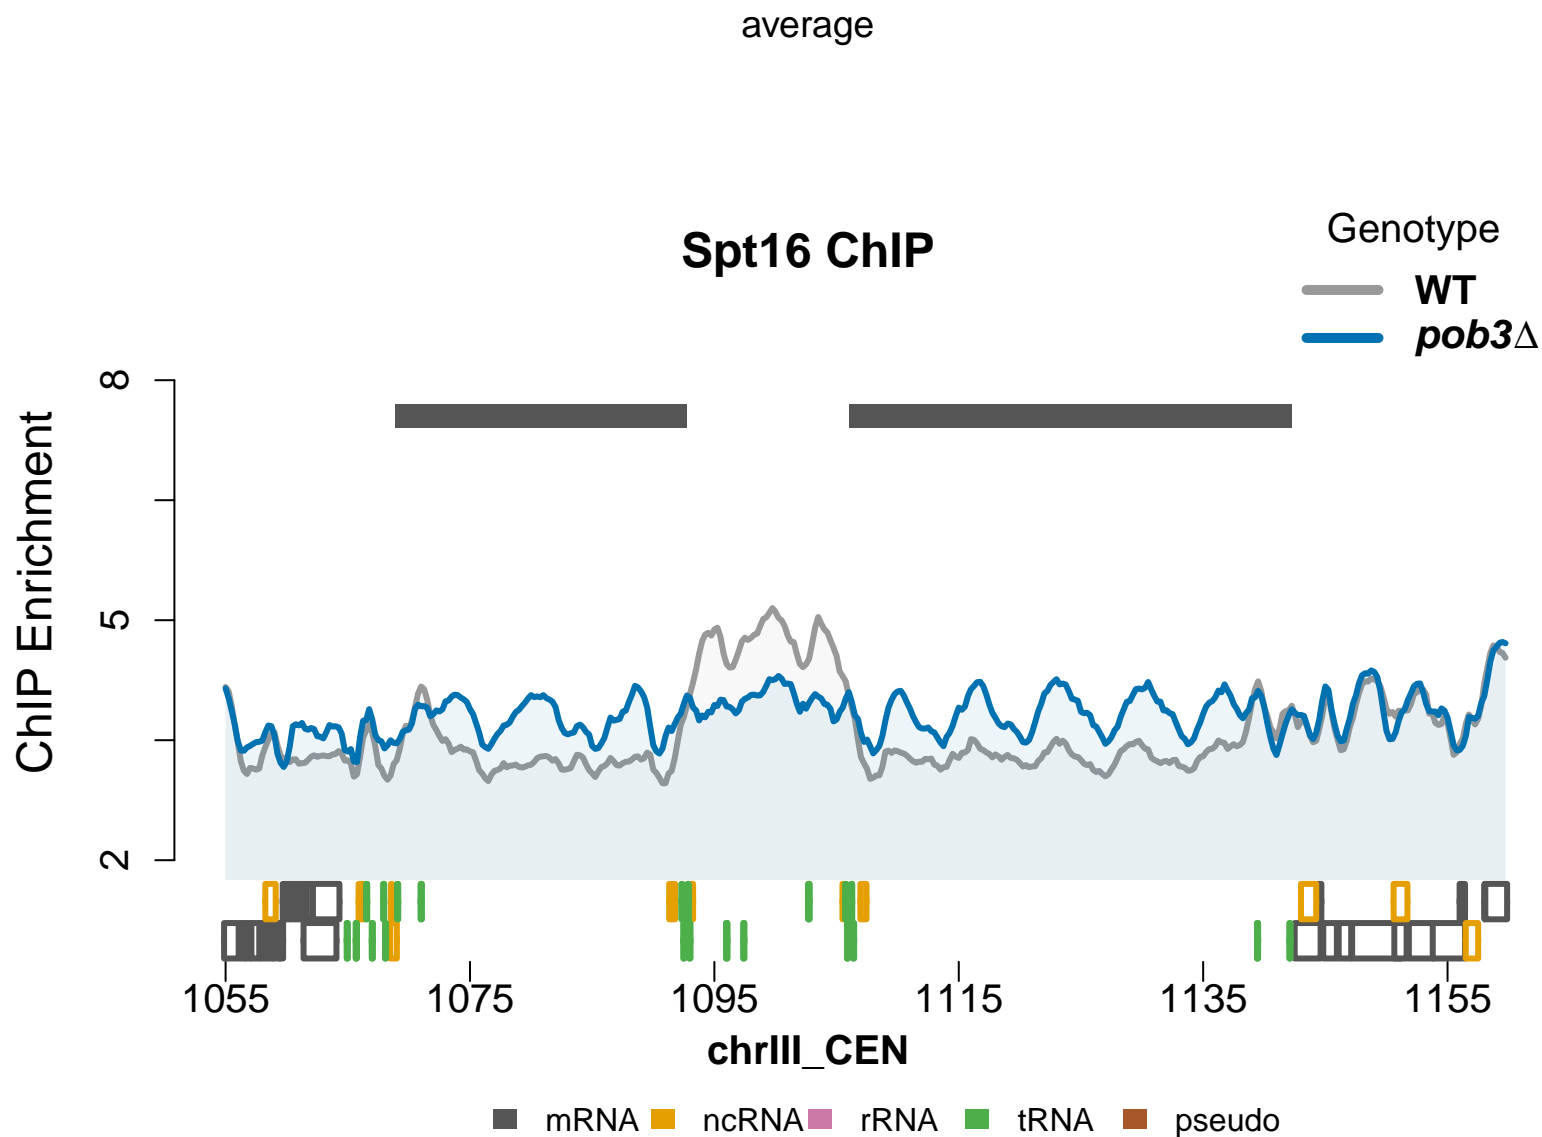 average
Spt16 ChIP
Genotype
WT
pob3Δ
ChIP Enrichment
8
5
2
1055 1075 1095 1115 1135 1155
chrIII_CEN
mRNA ncRNA rRNA tRNA pseudo